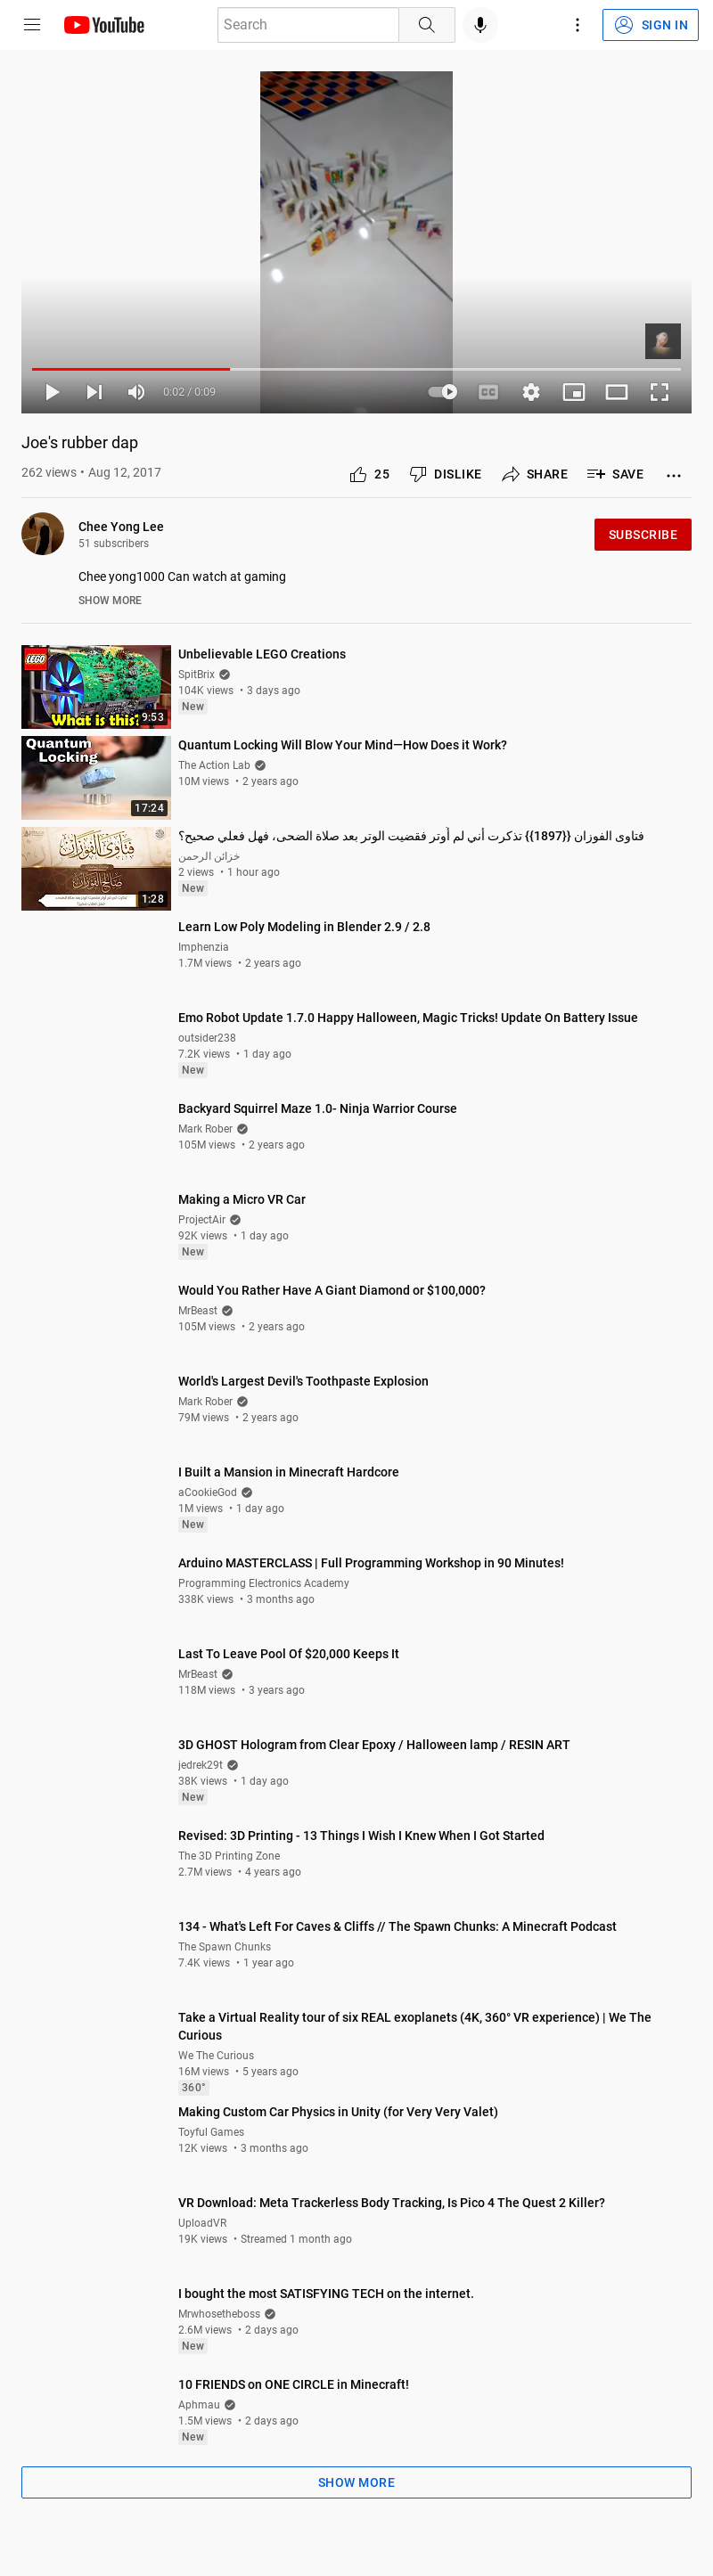 YouTube
Search
SIGN IN
0:02 / 0:09
CC
Joe's rubber dap
262 views • Aug 12, 2017
25 DISLIKE SHARE SAVE
Chee Yong Lee
51 subscribers
SUBSCRIBE
Chee yong1000 Can watch at gaming
SHOW MORE
LEGO
What is this?
9:53
Unbelievable LEGO Creations
SpitBrix
104K views • 3 days ago
New
Quantum
Locking
17:24
Quantum Locking Will Blow Your Mind—How Does it Work?
The Action Lab
10M views • 2 years ago
فتاوى الفوزان
1:28
فتاوى الفوزان {{1897}} تذكرت أني لم أوتر فقضيت الوتر بعد صلاة الضحى، فهل فعلي صحيح؟
خزائن الرحمن
2 views • 1 hour ago
New
Learn Low Poly Modeling in Blender 2.9 / 2.8
Imphenzia
1.7M views • 2 years ago
Emo Robot Update 1.7.0 Happy Halloween, Magic Tricks! Update On Battery Issue
outsider238
7.2K views • 1 day ago
New
Backyard Squirrel Maze 1.0- Ninja Warrior Course
Mark Rober
105M views • 2 years ago
Making a Micro VR Car
ProjectAir
92K views • 1 day ago
New
Would You Rather Have A Giant Diamond or $100,000?
MrBeast
105M views • 2 years ago
World's Largest Devil's Toothpaste Explosion
Mark Rober
79M views • 2 years ago
I Built a Mansion in Minecraft Hardcore
aCookieGod
1M views • 1 day ago
New
Arduino MASTERCLASS | Full Programming Workshop in 90 Minutes!
Programming Electronics Academy
338K views • 3 months ago
Last To Leave Pool Of $20,000 Keeps It
MrBeast
118M views • 3 years ago
3D GHOST Hologram from Clear Epoxy / Halloween lamp / RESIN ART
jedrek29t
38K views • 1 day ago
New
Revised: 3D Printing - 13 Things I Wish I Knew When I Got Started
The 3D Printing Zone
2.7M views • 4 years ago
134 - What's Left For Caves & Cliffs // The Spawn Chunks: A Minecraft Podcast
The Spawn Chunks
7.4K views • 1 year ago
Take a Virtual Reality tour of six REAL exoplanets (4K, 360° VR experience) | We The
Curious
We The Curious
16M views • 5 years ago
360°
Making Custom Car Physics in Unity (for Very Very Valet)
Toyful Games
12K views • 3 months ago
VR Download: Meta Trackerless Body Tracking, Is Pico 4 The Quest 2 Killer?
UploadVR
19K views • Streamed 1 month ago
I bought the most SATISFYING TECH on the internet.
Mrwhosetheboss
2.6M views • 2 days ago
New
10 FRIENDS on ONE CIRCLE in Minecraft!
Aphmau
1.5M views • 2 days ago
New
SHOW MORE